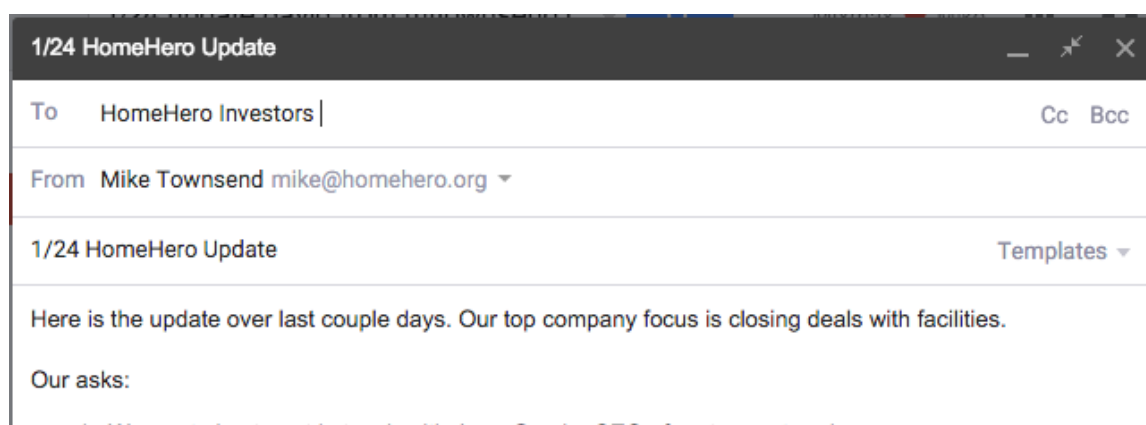 1/24 HomeHero Update
To HomeHero Investors Cc Bcc
From Mike Townsend mike@homehero.org
1/24 HomeHero Update Templates
Here is the update over last couple days. Our top company focus is closing deals with facilities.
Our asks: